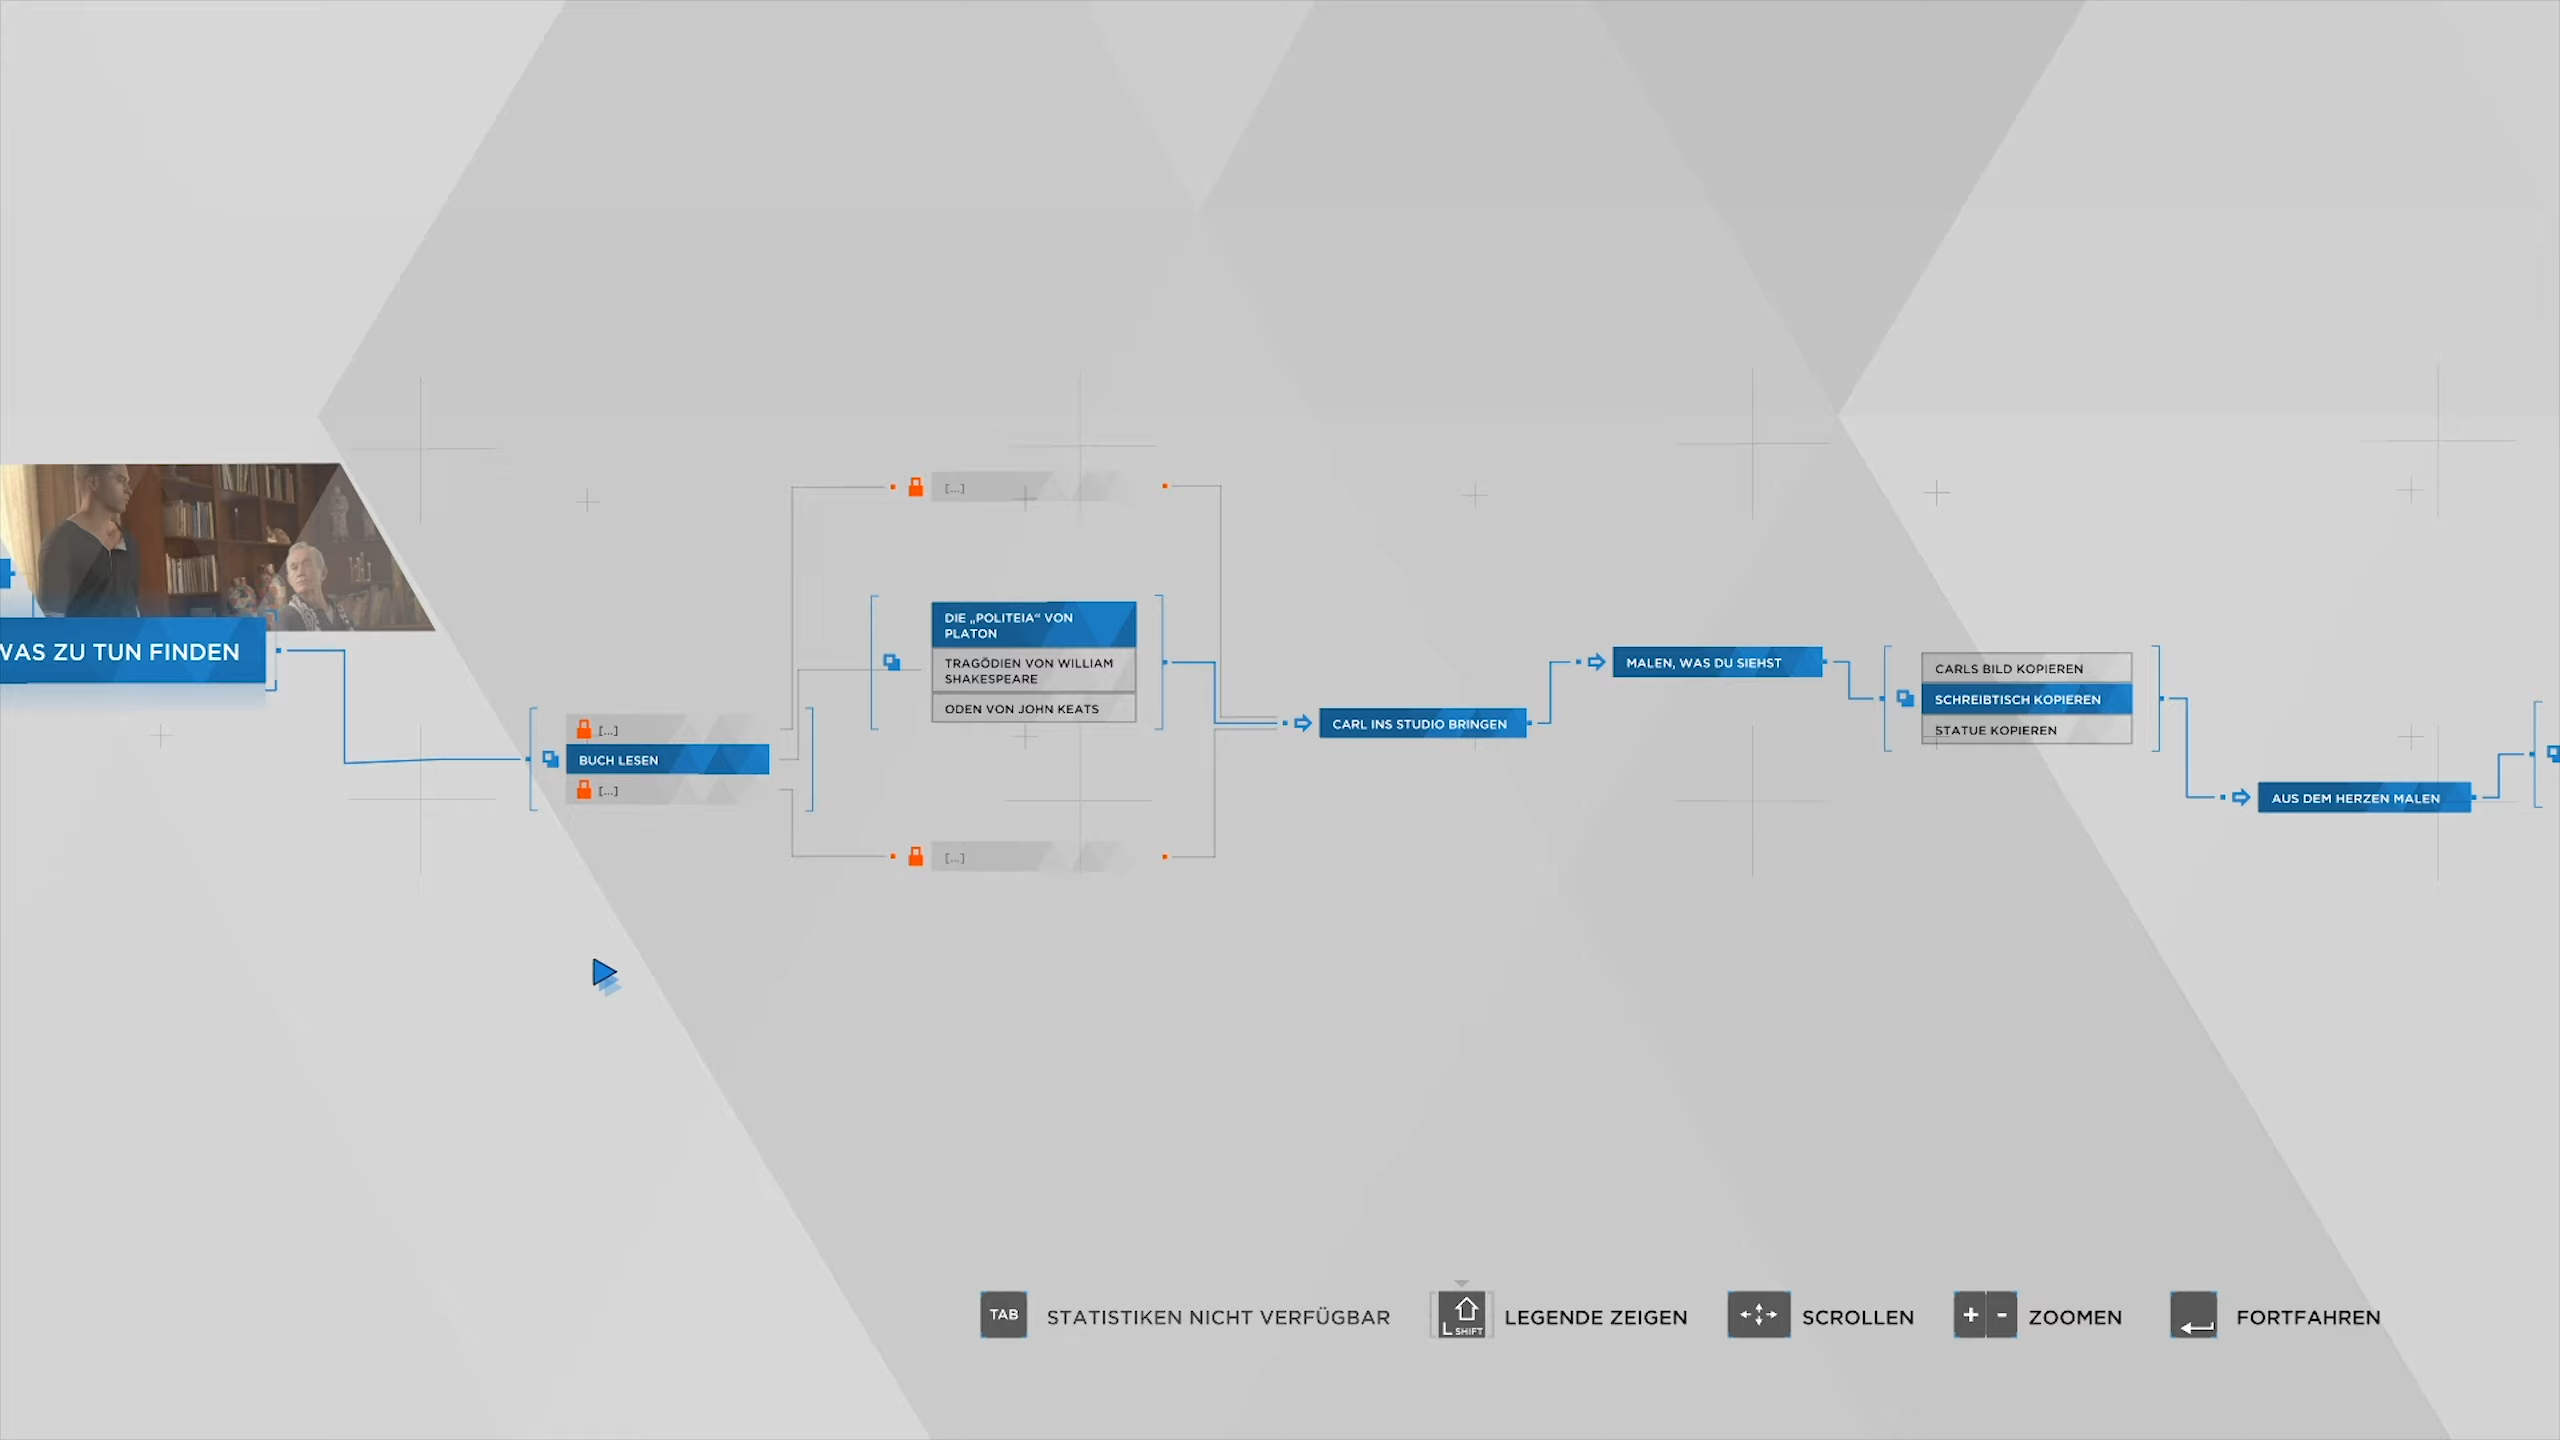 WAS ZU TUN FINDEN
[...]
BUCH LESEN
[...]
[...]
DIE „POLITEIA“ VON
PLATON
TRAGÖDIEN VON WILLIAM
SHAKESPEARE
ODEN VON JOHN KEATS
[...]
CARL INS STUDIO BRINGEN
MALEN, WAS DU SIEHST
CARLS BILD KOPIEREN
SCHREIBTISCH KOPIEREN
STATUE KOPIEREN
AUS DEM HERZEN MALEN
TAB STATISTIKEN NICHT VERFÜGBAR L SHIFT LEGENDE ZEIGEN SCROLLEN + - ZOOMEN FORTFAHREN